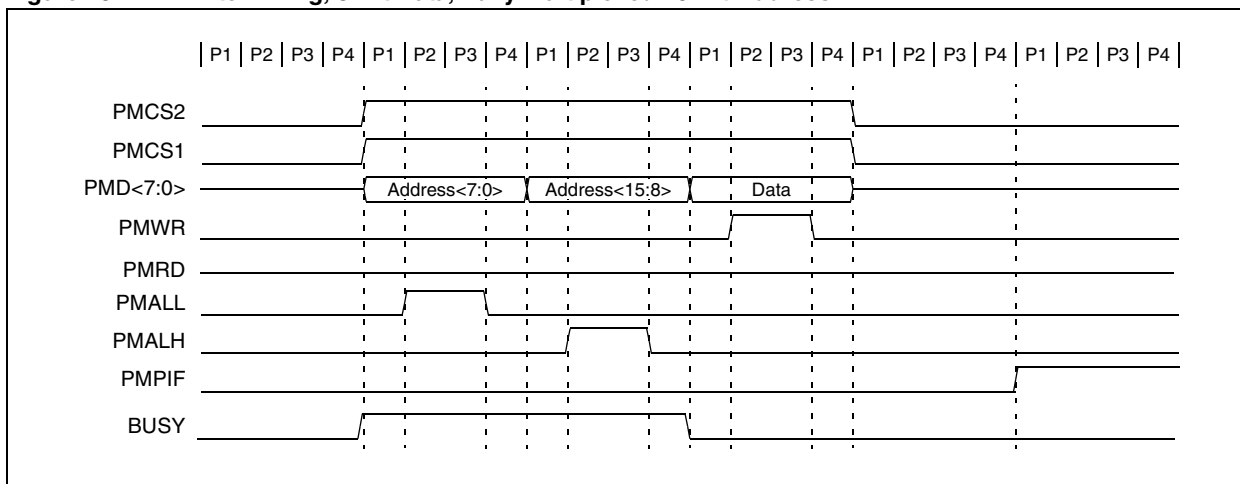 | P1 | P2 | P3 | P4 | P1 | P2 | P3 | P4 | P1 | P2 | P3 | P4 | P1 | P2 | P3 | P4 | P1 | P2 | P3 | P4 | P1 | P2 | P3 | P4 |
PMCS2
PMCS1
PMD<7:0> Address<7:0> Address<15:8> Data
PMWR
PMRD
PMALL
PMALH
PMPIF
BUSY